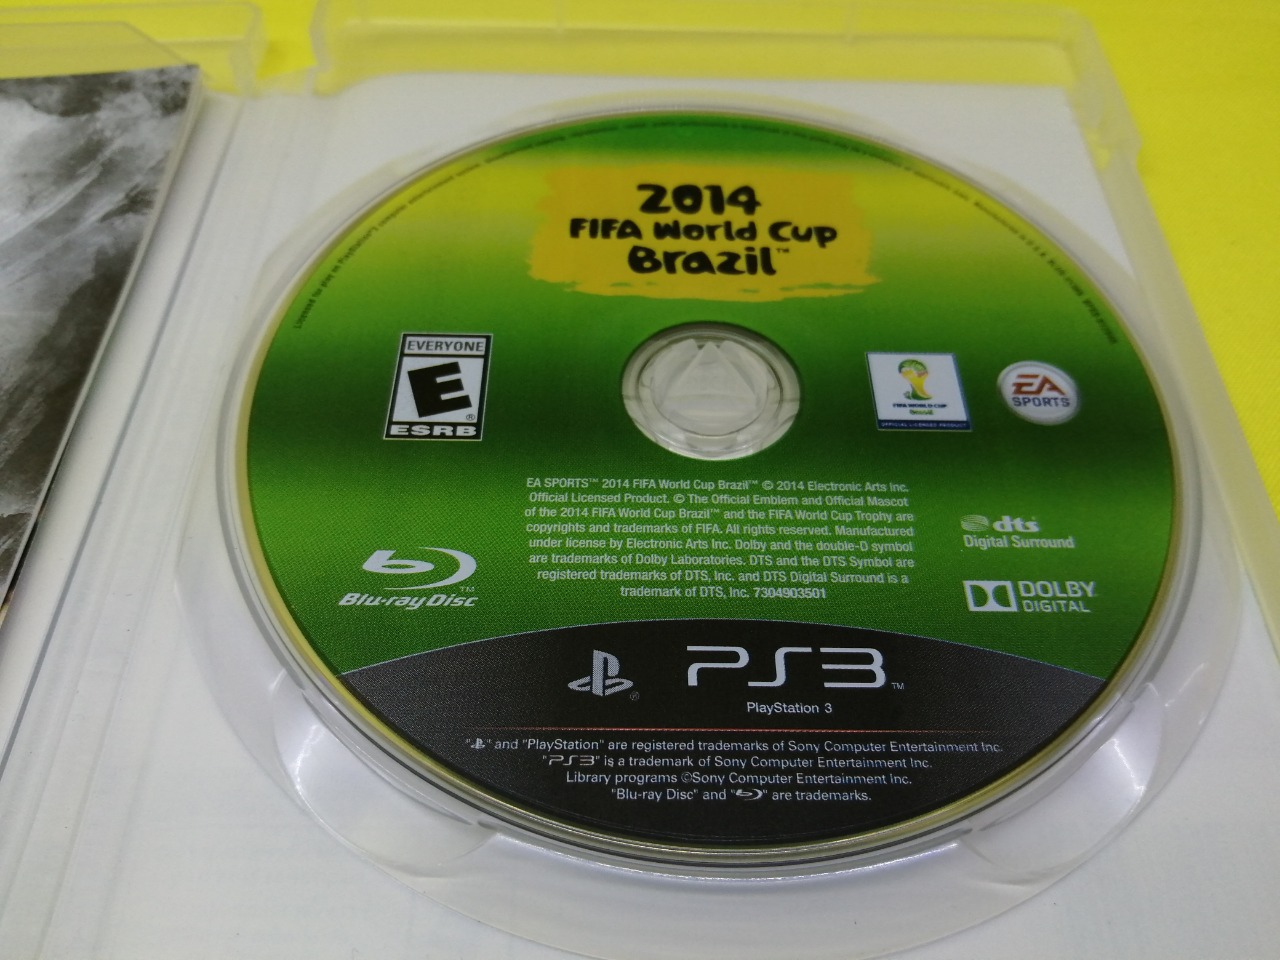 2014
FIFA World Cup
Brazil™
EVERYONE
E
®
ESRB
FIFA WORLD CUP
Brasil
OFFICIAL LICENSED PRODUCT
EA
SPORTS
EA SPORTS™ 2014 FIFA World Cup Brazil™ © 2014 Electronic Arts Inc.
Official Licensed Product. © The Official Emblem and Official Mascot
of the 2014 FIFA World Cup Brazil™ and the FIFA World Cup Trophy are
copyrights and trademarks of FIFA. All rights reserved. Manufactured
under license by Electronic Arts Inc. Dolby and the double-D symbol
are trademarks of Dolby Laboratories. DTS and the DTS Symbol are
registered trademarks of DTS, Inc. and DTS Digital Surround is a
trademark of DTS, Inc. 7304903501
dts
Digital Surround
Blu-ray Disc™
DOLBY
DIGITAL
® PS3™
PlayStation 3
" " and "PlayStation" are registered trademarks of Sony Computer Entertainment Inc.
"PS3" is a trademark of Sony Computer Entertainment Inc.
Library programs ©Sony Computer Entertainment Inc.
"Blu-ray Disc" and " " are trademarks.